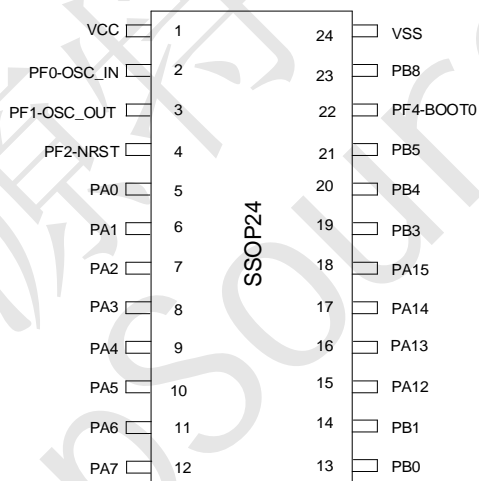 VCC 1 24 VSS
PF0-OSC_IN 2 23 PB8
PF1-OSC_OUT 3 22 PF4-BOOT0
PF2-NRST 4 21 PB5
PA0 5 20 PB4
PA1 6 19 PB3
PA2 7 18 PA15
PA3 8 17 PA14
PA4 9 16 PA13
PA5 10 15 PA12
PA6 11 14 PB1
PA7 12 13 PB0
SSOP24